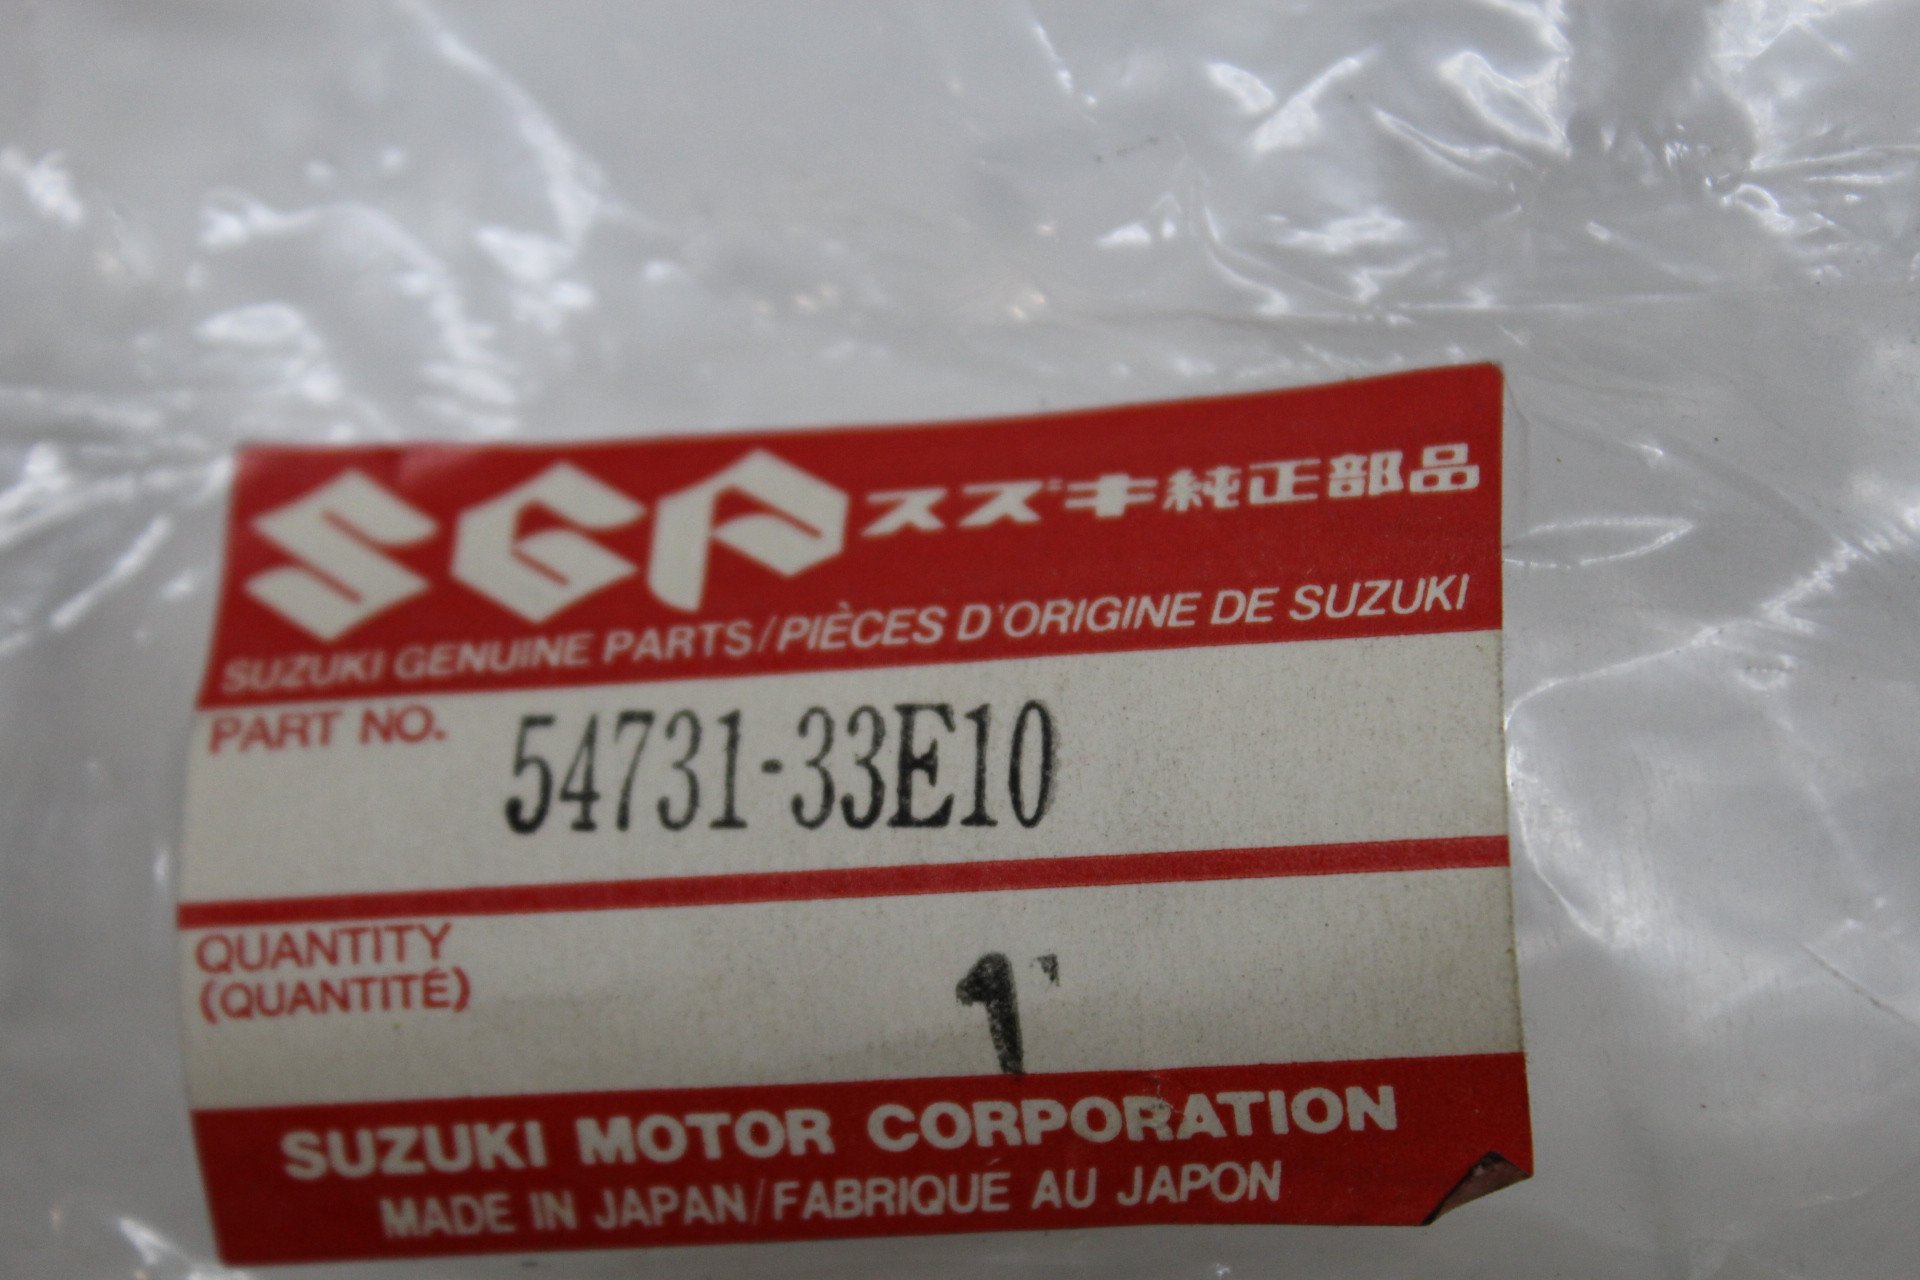 SGP スズキ純正部品
SUZUKI GENUINE PARTS/PIÈCES D'ORIGINE DE SUZUKI
PART NO. 54731-33E10
QUANTITY
(QUANTITÉ) 1
SUZUKI MOTOR CORPORATION
MADE IN JAPAN/FABRIQUÉ AU JAPON